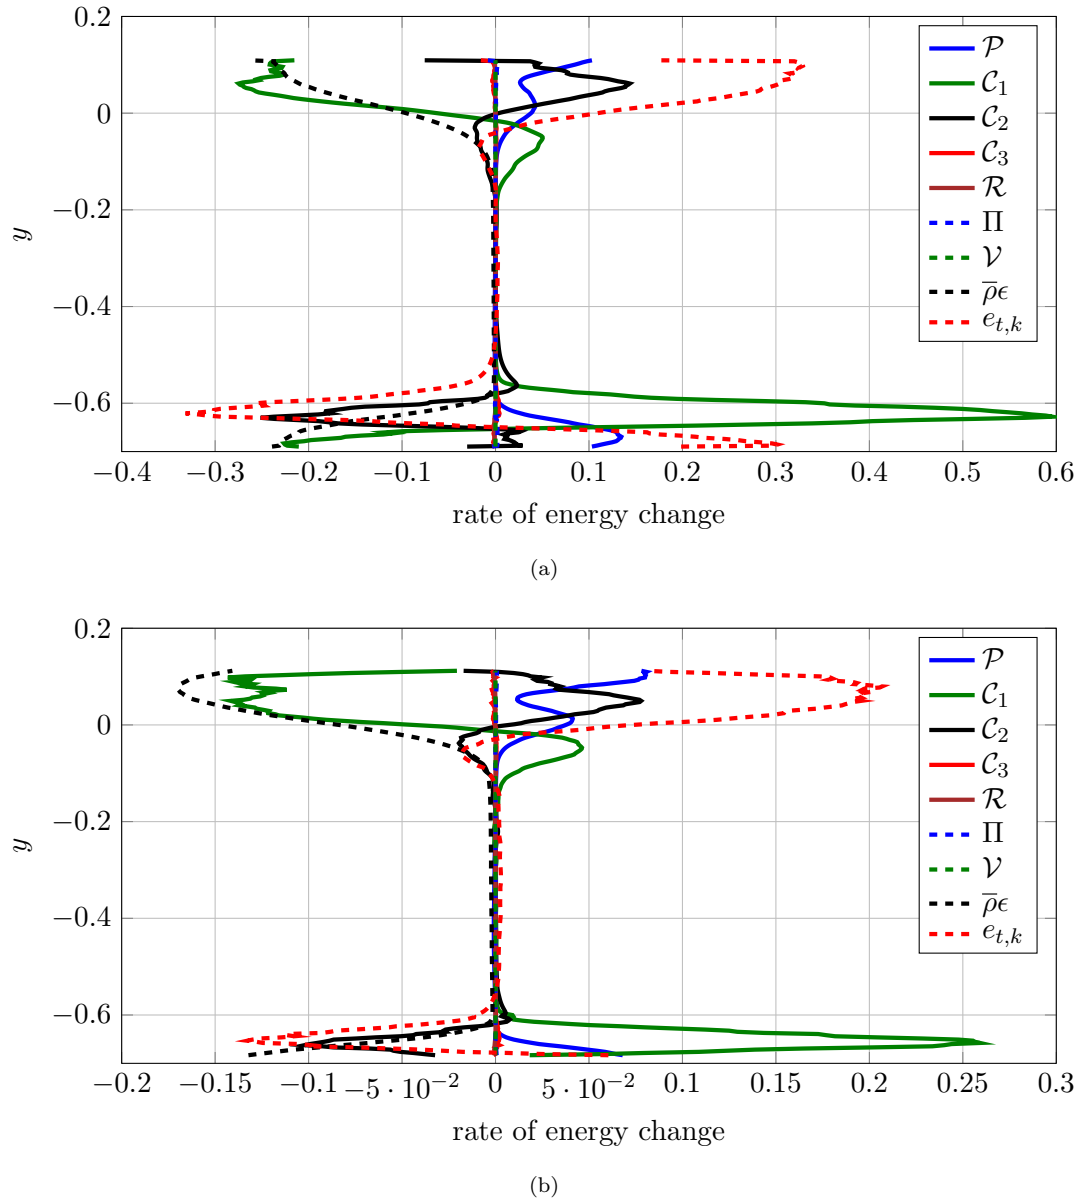 0.2
0
−0.2
−0.4
−0.6
y
𝒫
𝒞₁
𝒞₂
𝒞₃
ℛ
Π
𝒱
ρ̅ϵ
e_{t,k}
−0.4 −0.3 −0.2 −0.1 0 0.1 0.2 0.3 0.4 0.5 0.6
rate of energy change
(a)
0.2
0
−0.2
−0.4
−0.6
y
𝒫
𝒞₁
𝒞₂
𝒞₃
ℛ
Π
𝒱
ρ̅ϵ
e_{t,k}
−0.2 −0.15 −0.1 −5·10⁻² 0 5·10⁻² 0.1 0.15 0.2 0.25 0.3
rate of energy change
(b)